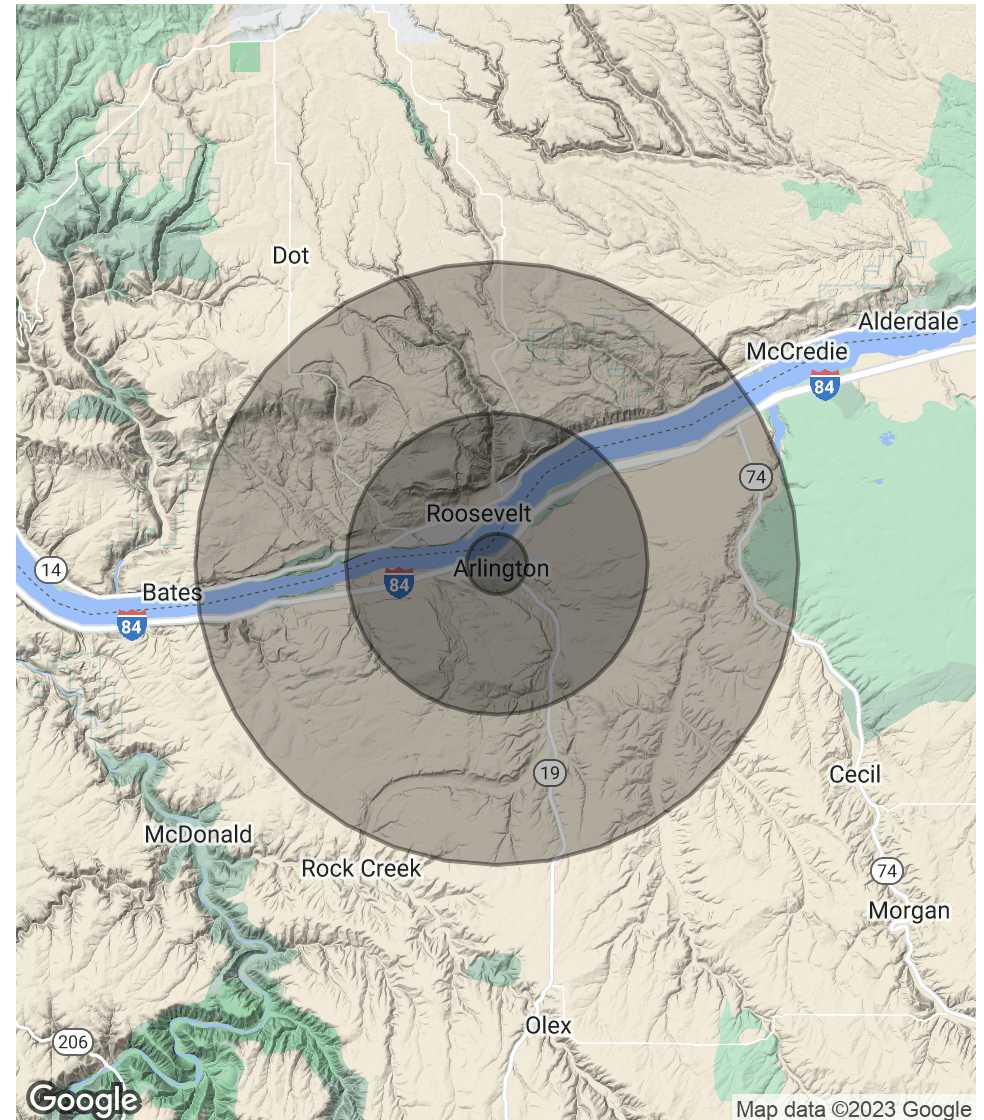 Dot
Alderdale
McCredie
84
74
Roosevelt
Arlington
14
84
Bates
84
19
Cecil
McDonald
Rock Creek
74
Morgan
Olex
206
Google
Map data ©2023 Google